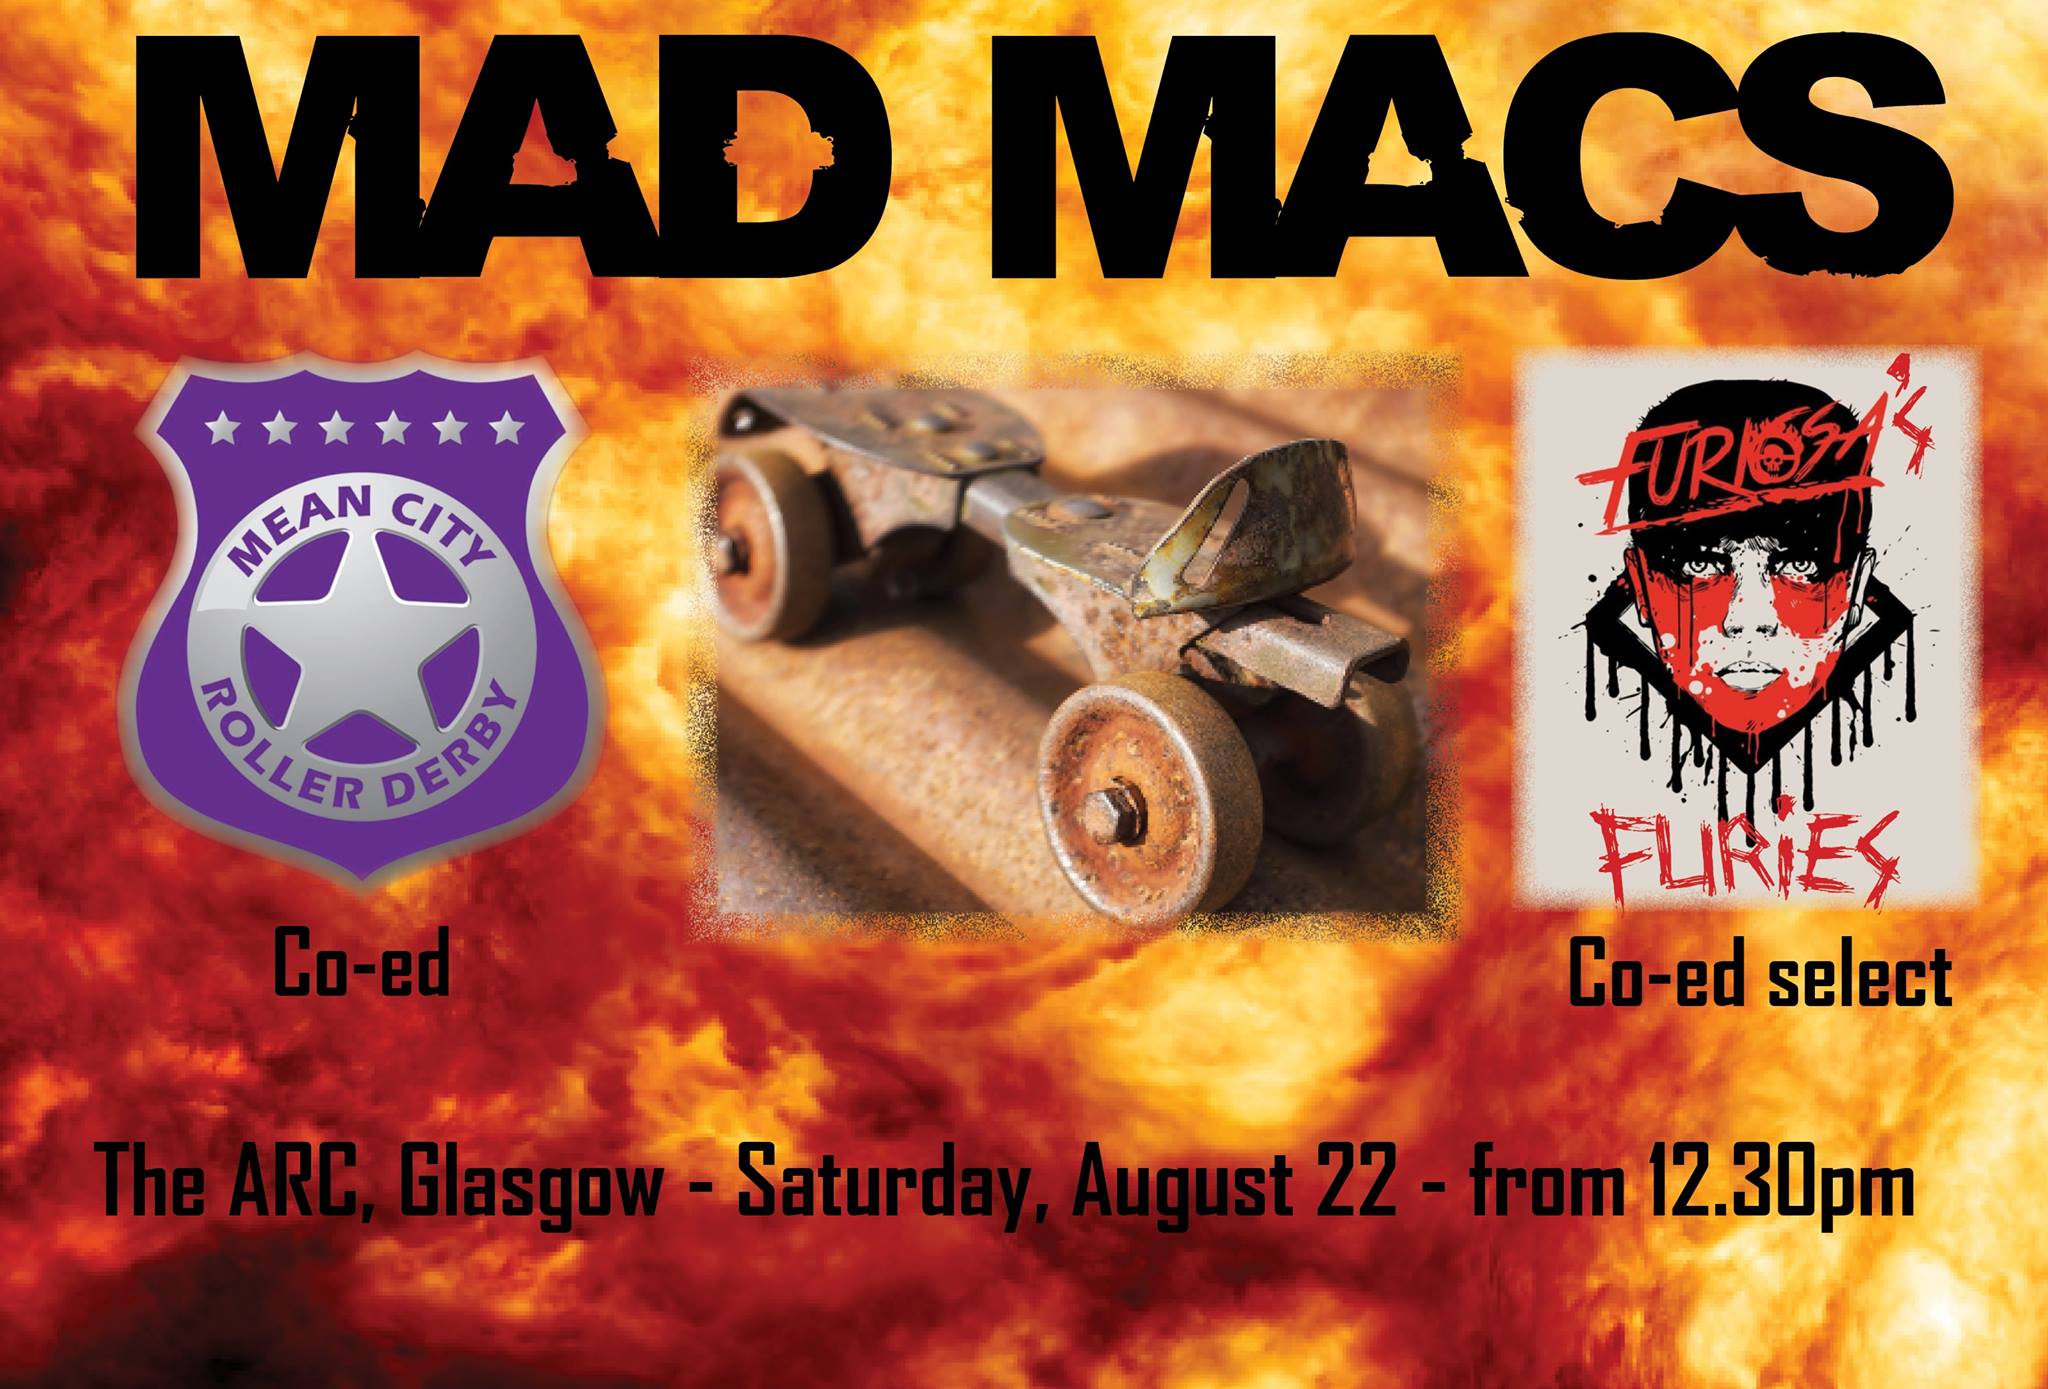 MAD MACS
MEAN CITY
ROLLER DERBY
FURIOSA'S
FURiES
Co-ed
Co-ed select
The ARC, Glasgow - Saturday, August 22 - from 12.30pm